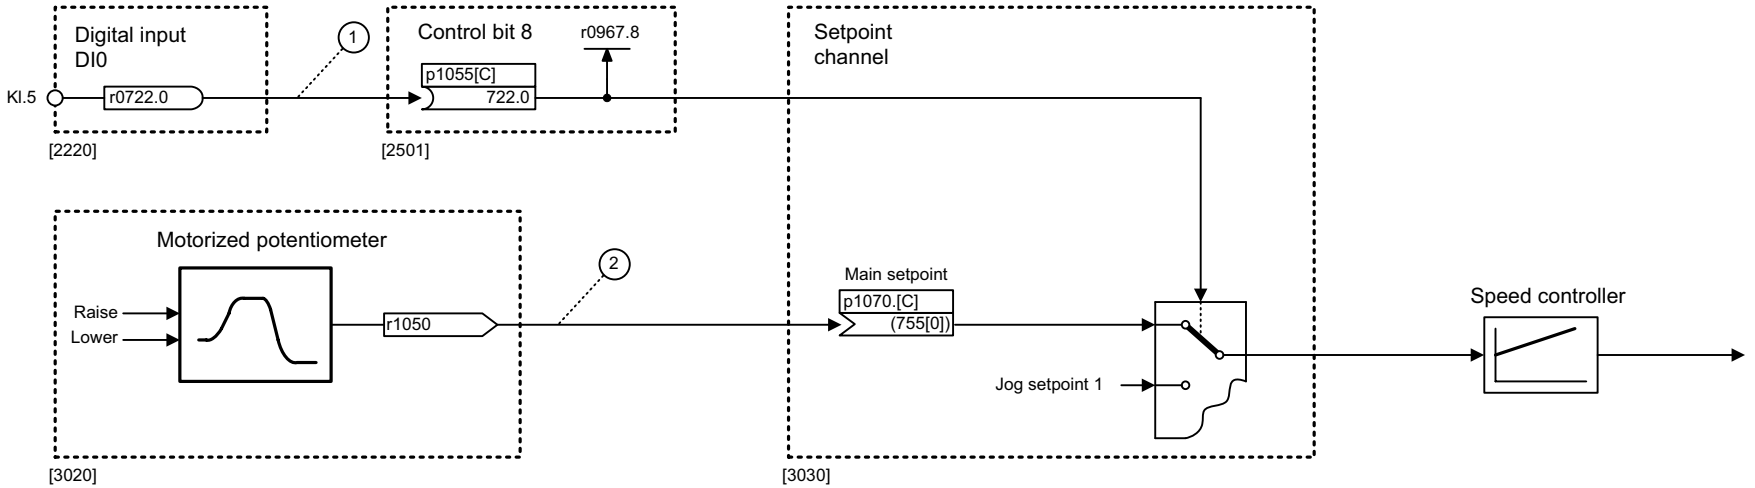 Digital input
DI0
1
Control bit 8
r0967.8
Setpoint
channel
p1055[C]
Kl.5
r0722.0
722.0
[2220]
[2501]
Motorized potentiometer
2
Main setpoint
p1070.[C]
Raise
r1050
(755[0])
Lower
Speed controller
Jog setpoint 1
[3020]
[3030]